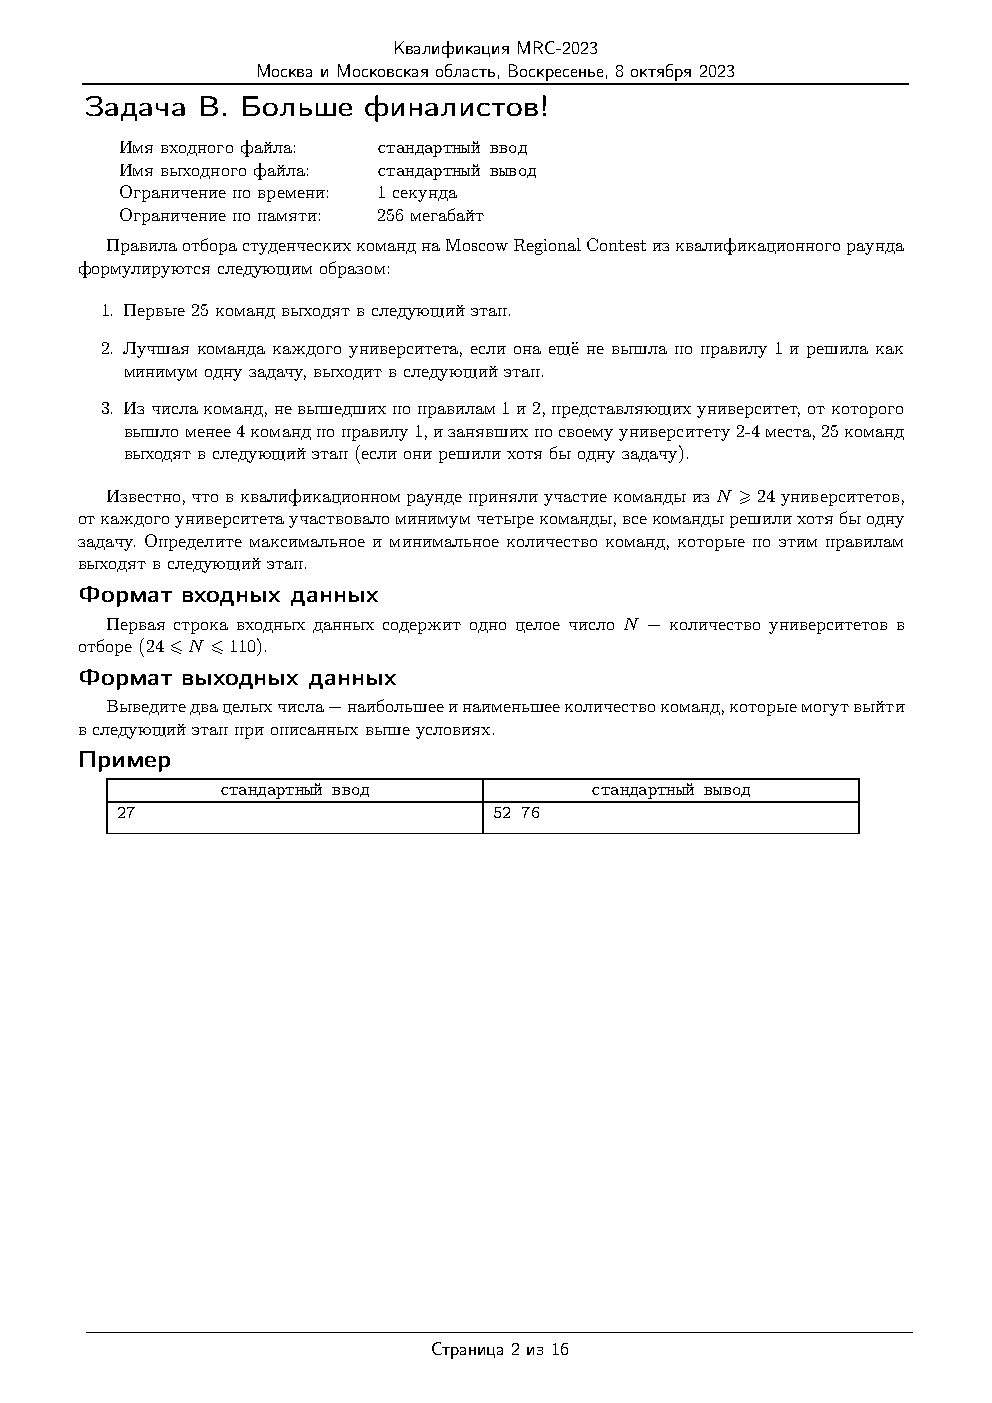 Квалификация MRC-2023
Москва и Московская область, Воскресенье, 8 октября 2023
Задача B. Больше финалистов!
Имя входного файла: стандартный ввод
Имя выходного файла: стандартный вывод
Ограничение по времени: 1 секунда
Ограничение по памяти: 256 мегабайт
Правила отбора студенческих команд на Moscow Regional Contest из квалификационного раунда
формулируются следующим образом:
1. Первые 25 команд выходят в следующий этап.
2. Лучшая команда каждого университета, если она ещё не вышла по правилу 1 и решила как
минимум одну задачу, выходит в следующий этап.
3. Из числа команд, не вышедших по правилам 1 и 2, представляющих университет, от которого
вышло менее 4 команд по правилу 1, и занявших по своему университету 2-4 места, 25 команд
выходят в следующий этап (если они решили хотя бы одну задачу).
Известно, что в квалификационном раунде приняли участие команды из N ⩾ 24 университетов,
от каждого университета участвовало минимум четыре команды, все команды решили хотя бы одну
задачу. Определите максимальное и минимальное количество команд, которые по этим правилам
выходят в следующий этап.
Формат входных данных
Первая строка входных данных содержит одно целое число N — количество университетов в
отборе (24 ⩽ N ⩽ 110).
Формат выходных данных
Выведите два целых числа — наибольшее и наименьшее количество команд, которые могут выйти
в следующий этап при описанных выше условиях.
Пример
стандартный ввод стандартный вывод
27 52 76
Страница 2 из 16